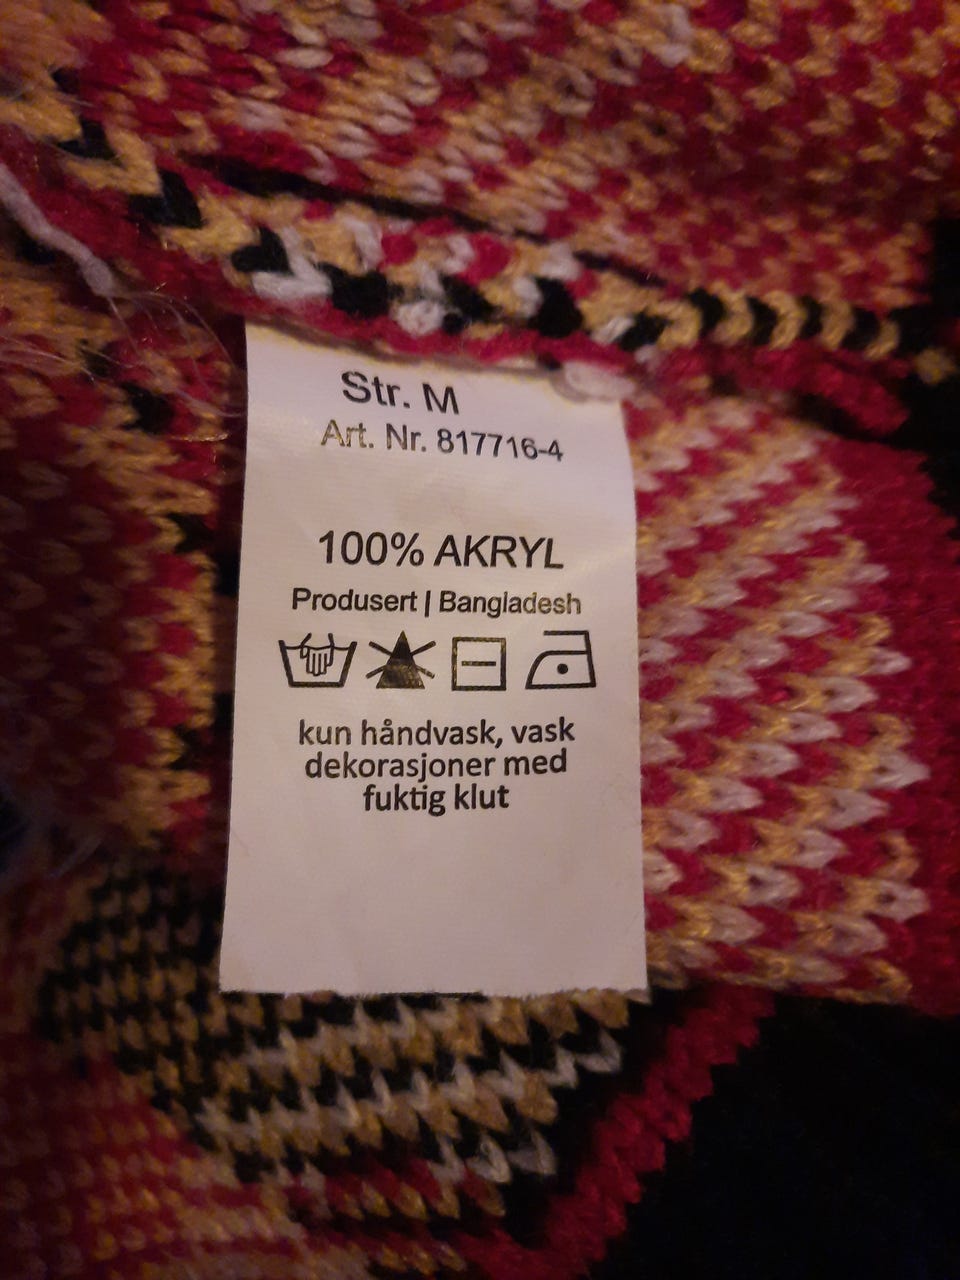 Str. M
Art. Nr. 817716-4
100% AKRYL
Produsert | Bangladesh
kun håndvask, vask
dekorasjoner med
fuktig klut